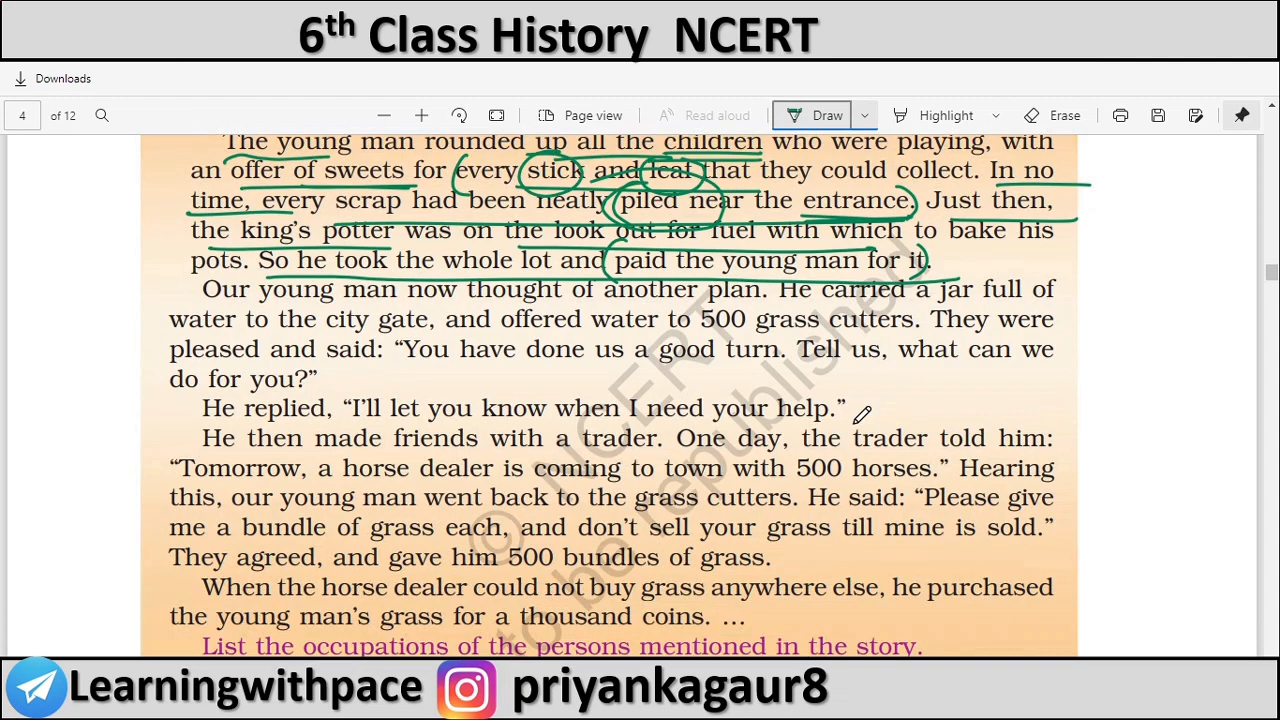 6th Class History NCERT
Downloads
4 of 12 Page view Read aloud Draw Highlight Erase
The young man rounded up all the children who were playing, with
an offer of sweets for every stick and leaf that they could collect. In no
time, every scrap had been neatly piled near the entrance. Just then,
the king's potter was on the look out for fuel with which to bake his
pots. So he took the whole lot and paid the young man for it.
Our young man now thought of another plan. He carried a jar full of
water to the city gate, and offered water to 500 grass cutters. They were
pleased and said: “You have done us a good turn. Tell us, what can we
do for you?”
He replied, “I’ll let you know when I need your help.”
He then made friends with a trader. One day, the trader told him:
“Tomorrow, a horse dealer is coming to town with 500 horses.” Hearing
this, our young man went back to the grass cutters. He said: “Please give
me a bundle of grass each, and don’t sell your grass till mine is sold.”
They agreed, and gave him 500 bundles of grass.
When the horse dealer could not buy grass anywhere else, he purchased
the young man’s grass for a thousand coins. …
List the occupations of the persons mentioned in the story.
© NCERT
to be republished
Learningwithpace priyankagaur8